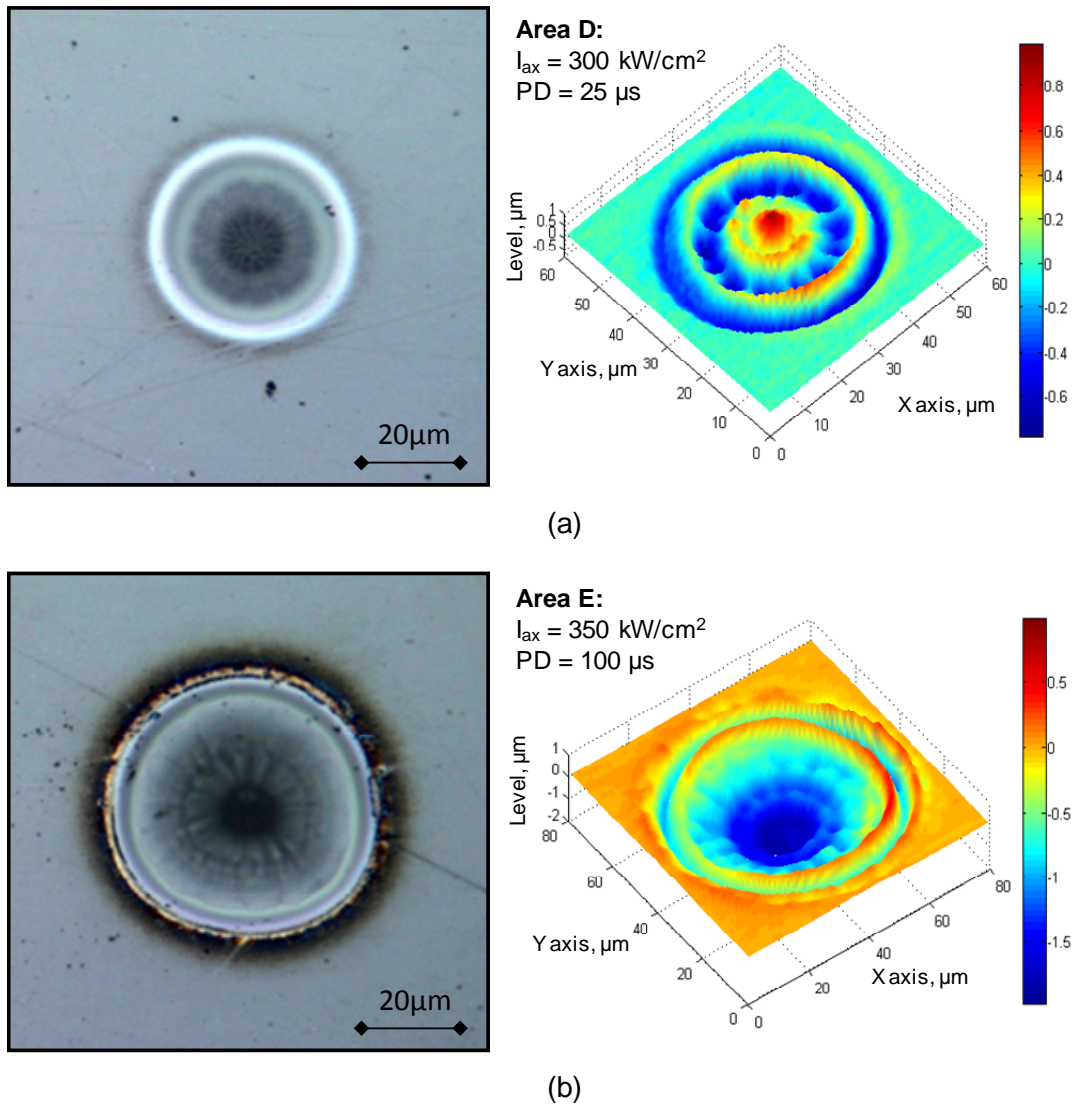 Area D:
I_ax = 300 kW/cm²
PD = 25 µs
20µm
Level, µm
1
0.5
0
-0.5
60
50
40
30
20
10
0
Y axis, µm
0
10
20
30
40
50
60
X axis, µm
0.8
0.6
0.4
0.2
0
-0.2
-0.4
-0.6
(a)
Area E:
I_ax = 350 kW/cm²
PD = 100 µs
20µm
Level, µm
1
0
-1
-2
80
60
40
20
0
Y axis, µm
0
20
40
60
80
X axis, µm
0.5
0
-0.5
-1
-1.5
(b)